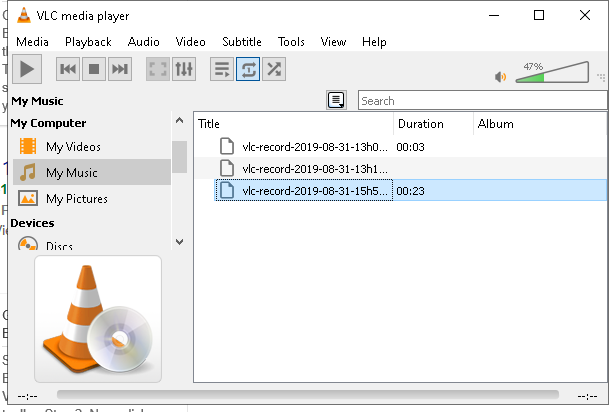 VLC media player
Media Playback Audio Video Subtitle Tools View Help
47%
My Music
Search
My Computer
Title Duration Album
My Videos
vlc-record-2019-08-31-13h0... 00:03
My Music
vlc-record-2019-08-31-13h1...
My Pictures
vlc-record-2019-08-31-15h5... 00:23
Devices
Discs
--:-- --:--